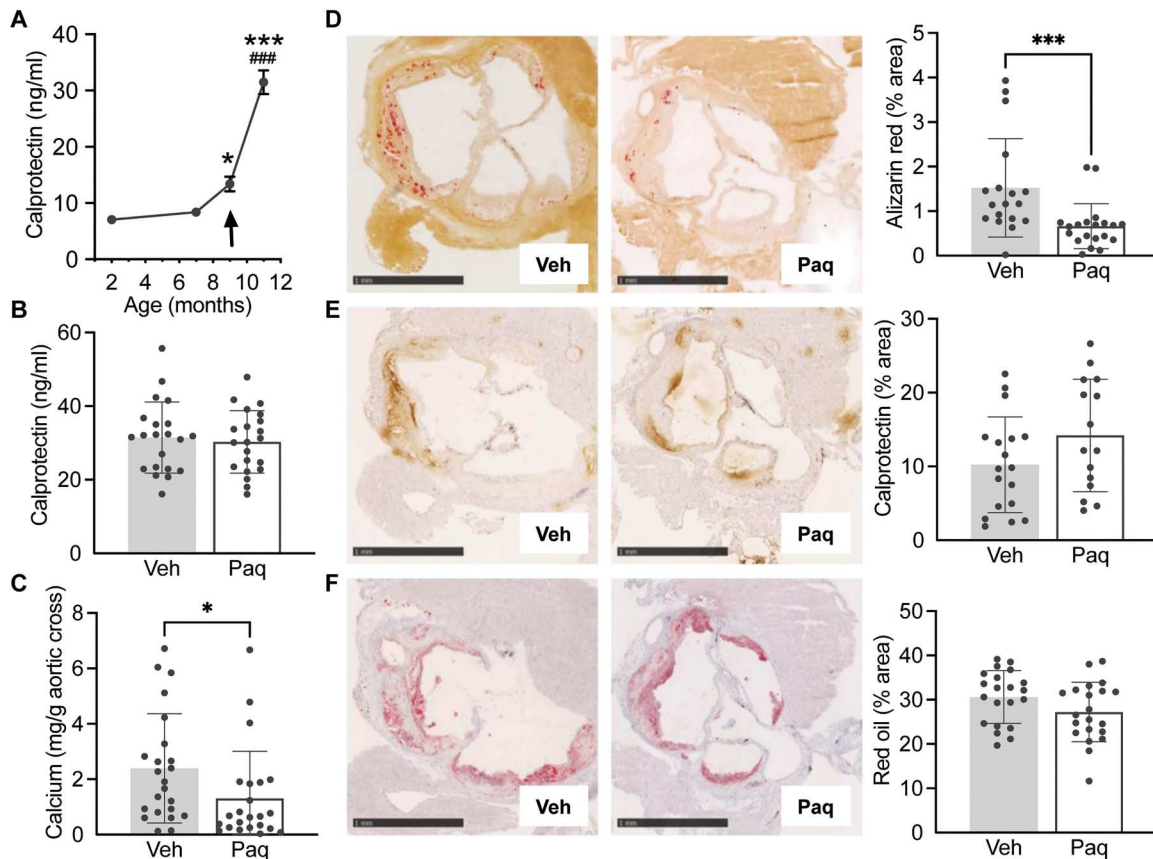 A
Calprotectin (ng/ml)
40
30
20
10
0
***
###
*
2 4 6 8 10 12
Age (months)
B
Calprotectin (ng/ml)
60
40
20
0
Veh Paq
C
Calcium (mg/g aortic cross)
8
6
4
2
0
*
Veh Paq
D
1 mm
Veh
1 mm
Paq
Alizarin red (% area)
5
4
3
2
1
0
***
Veh Paq
E
1 mm
Veh
1 mm
Paq
Calprotectin (% area)
30
20
10
0
Veh Paq
F
1 mm
Veh
1 mm
Paq
Red oil (% area)
50
40
30
20
10
0
Veh Paq